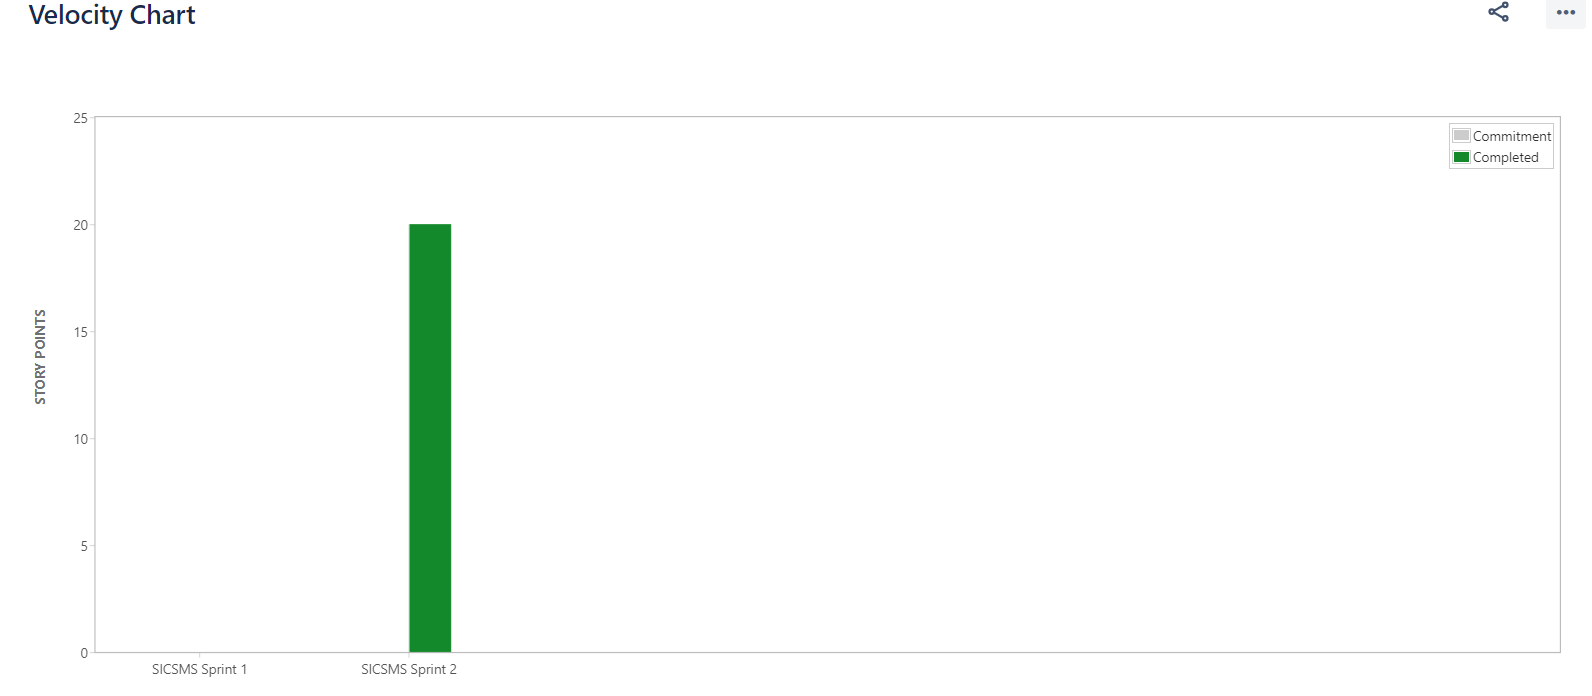 Velocity Chart
25
Commitment
Completed
20
15
STORY POINTS
10
5
0
SICSMS Sprint 1
SICSMS Sprint 2